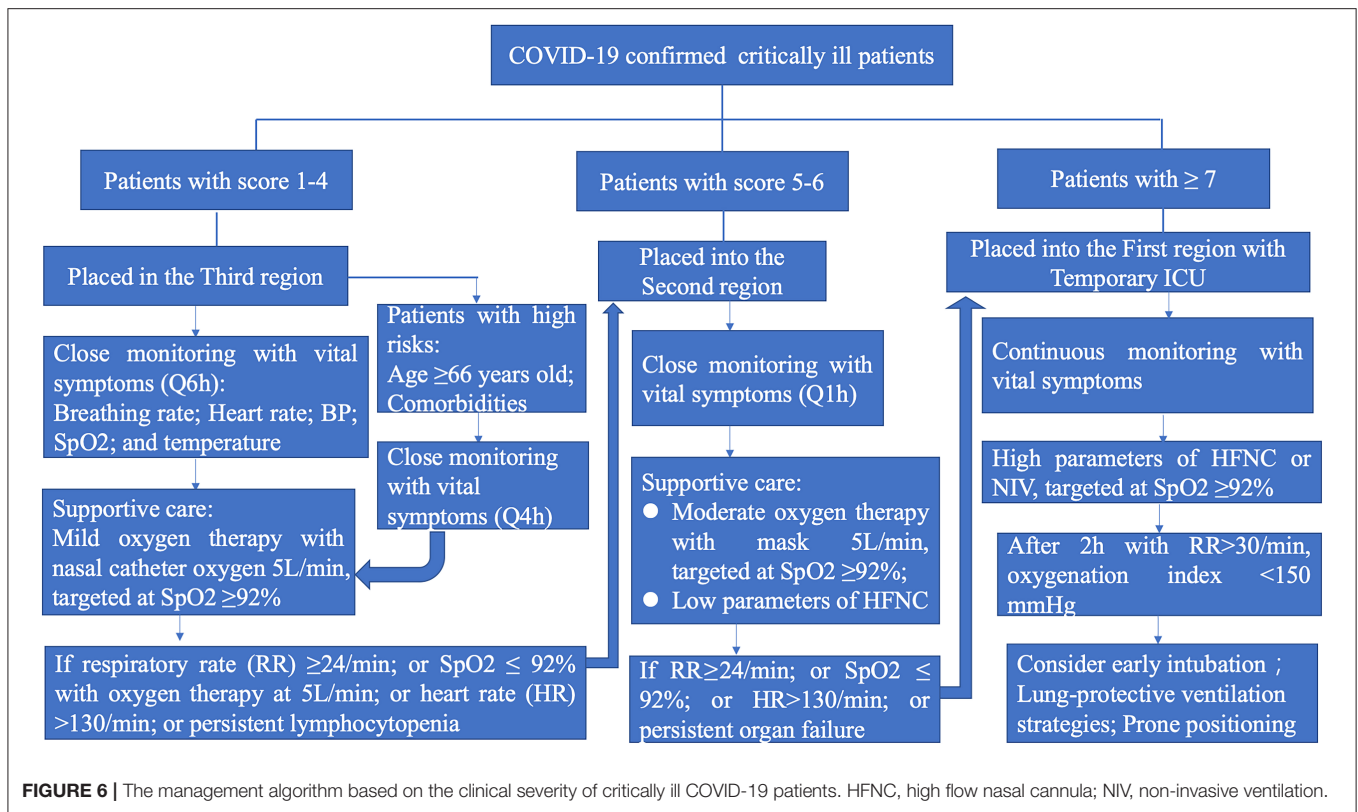 COVID-19 confirmed critically ill patients
Patients with score 1-4
Placed in the Third region
Close monitoring with vital
symptoms (Q6h):
Breathing rate; Heart rate; BP;
SpO2; and temperature
Supportive care:
Mild oxygen therapy with
nasal catheter oxygen 5L/min,
targeted at SpO2 ≥92%
Patients with high
risks:
Age ≥66 years old;
Comorbidities
Close monitoring
with vital
symptoms (Q4h)
If respiratory rate (RR) ≥24/min; or SpO2 ≤ 92%
with oxygen therapy at 5L/min; or heart rate (HR)
>130/min; or persistent lymphocytopenia
Patients with score 5-6
Placed into the
Second region
Close monitoring with
vital symptoms (Q1h)
Supportive care:
● Moderate oxygen therapy
with mask 5L/min,
targeted at SpO2 ≥92%;
● Low parameters of HFNC
If RR≥24/min; or SpO2 ≤
92%; or HR>130/min; or
persistent organ failure
Patients with ≥ 7
Placed into the First region with
Temporary ICU
Continuous monitoring with
vital symptoms
High parameters of HFNC or
NIV, targeted at SpO2 ≥92%
After 2h with RR>30/min,
oxygenation index <150
mmHg
Consider early intubation；
Lung-protective ventilation
strategies; Prone positioning
FIGURE 6 | The management algorithm based on the clinical severity of critically ill COVID-19 patients. HFNC, high flow nasal cannula; NIV, non-invasive ventilation.